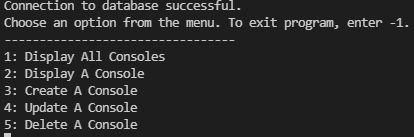 Connection to database successful.
Choose an option from the menu. To exit program, enter -1.
--------------------------------
1: Display All Consoles
2: Display A Console
3: Create A Console
4: Update A Console
5: Delete A Console